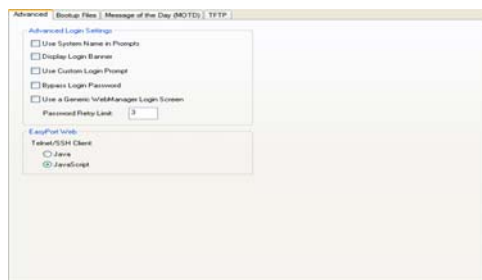 Advanced Bootup Files Message of the Day (MOTD) TFTP
Advanced Login Settings
Use System Name in Prompts
Display Login Banner
Use Custom Login Prompt
Bypass Login Password
Use a Generic WebManager Login Screen
Password Retry Limit: 3
EasyPort Web
Telnet/SSH Client:
Java
JavaScript